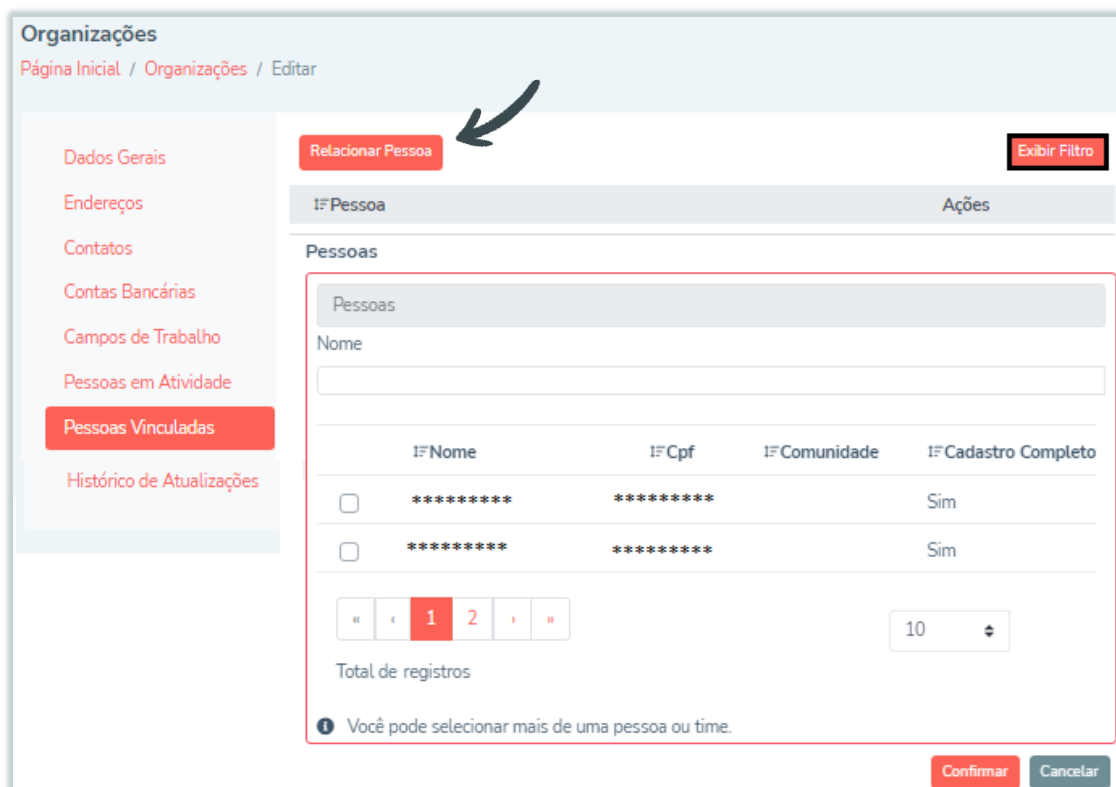 Organizações
Página Inicial / Organizações / Editar
Relacionar Pessoa
Exibir Filtro
Dados Gerais
Endereços
Contatos
Contas Bancárias
Campos de Trabalho
Pessoas em Atividade
Pessoas Vinculadas
Histórico de Atualizações
Pessoa Ações
Pessoas
Pessoas
Nome
Nome Cpf Comunidade Cadastro Completo
********* ********* Sim
********* ********* Sim
« ‹ 1 2 › »
10
Total de registros
Você pode selecionar mais de uma pessoa ou time.
Confirmar Cancelar